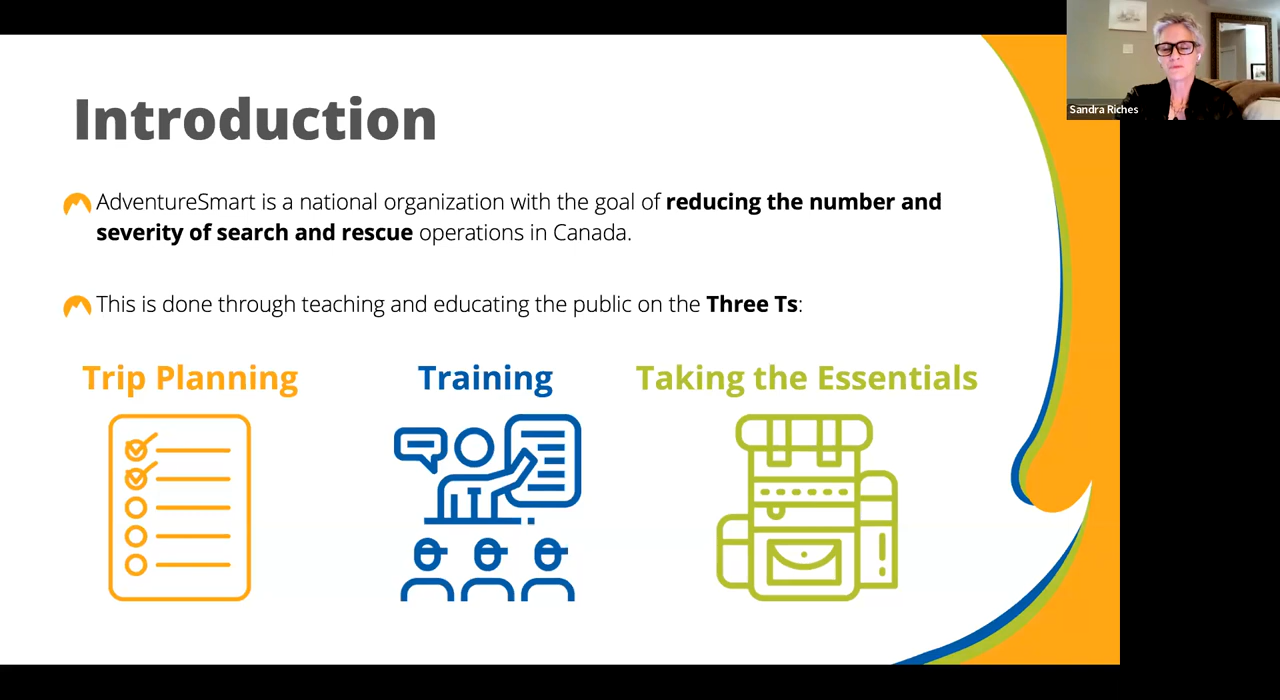 Introduction
AdventureSmart is a national organization with the goal of reducing the number and
severity of search and rescue operations in Canada.
This is done through teaching and educating the public on the Three Ts:
Trip Planning
Training
Taking the Essentials
Sandra Riches